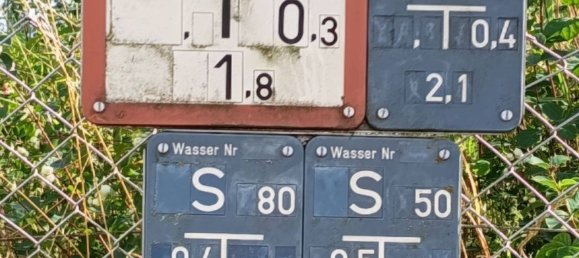 ,  0,3
1,8
, 0,4
2,1
Wasser Nr
S 80
Wasser Nr
S 50